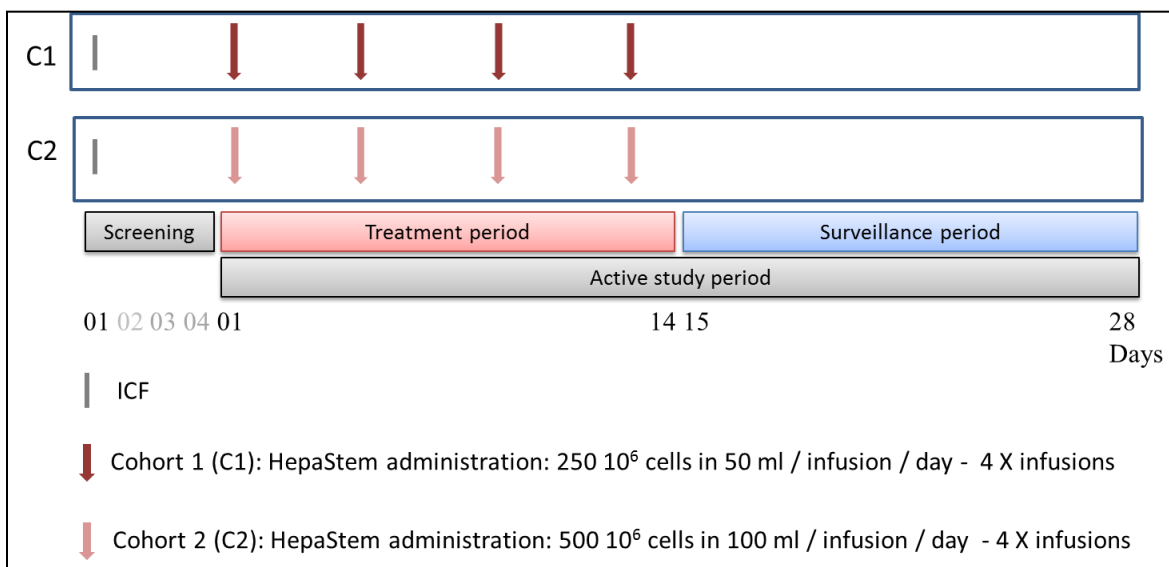 C1
C2
Screening Treatment period Surveillance period
Active study period
01 02 03 04 01 14 15 28
Days
ICF
Cohort 1 (C1): HepaStem administration: 250 10⁶ cells in 50 ml / infusion / day - 4 X infusions
Cohort 2 (C2): HepaStem administration: 500 10⁶ cells in 100 ml / infusion / day - 4 X infusions